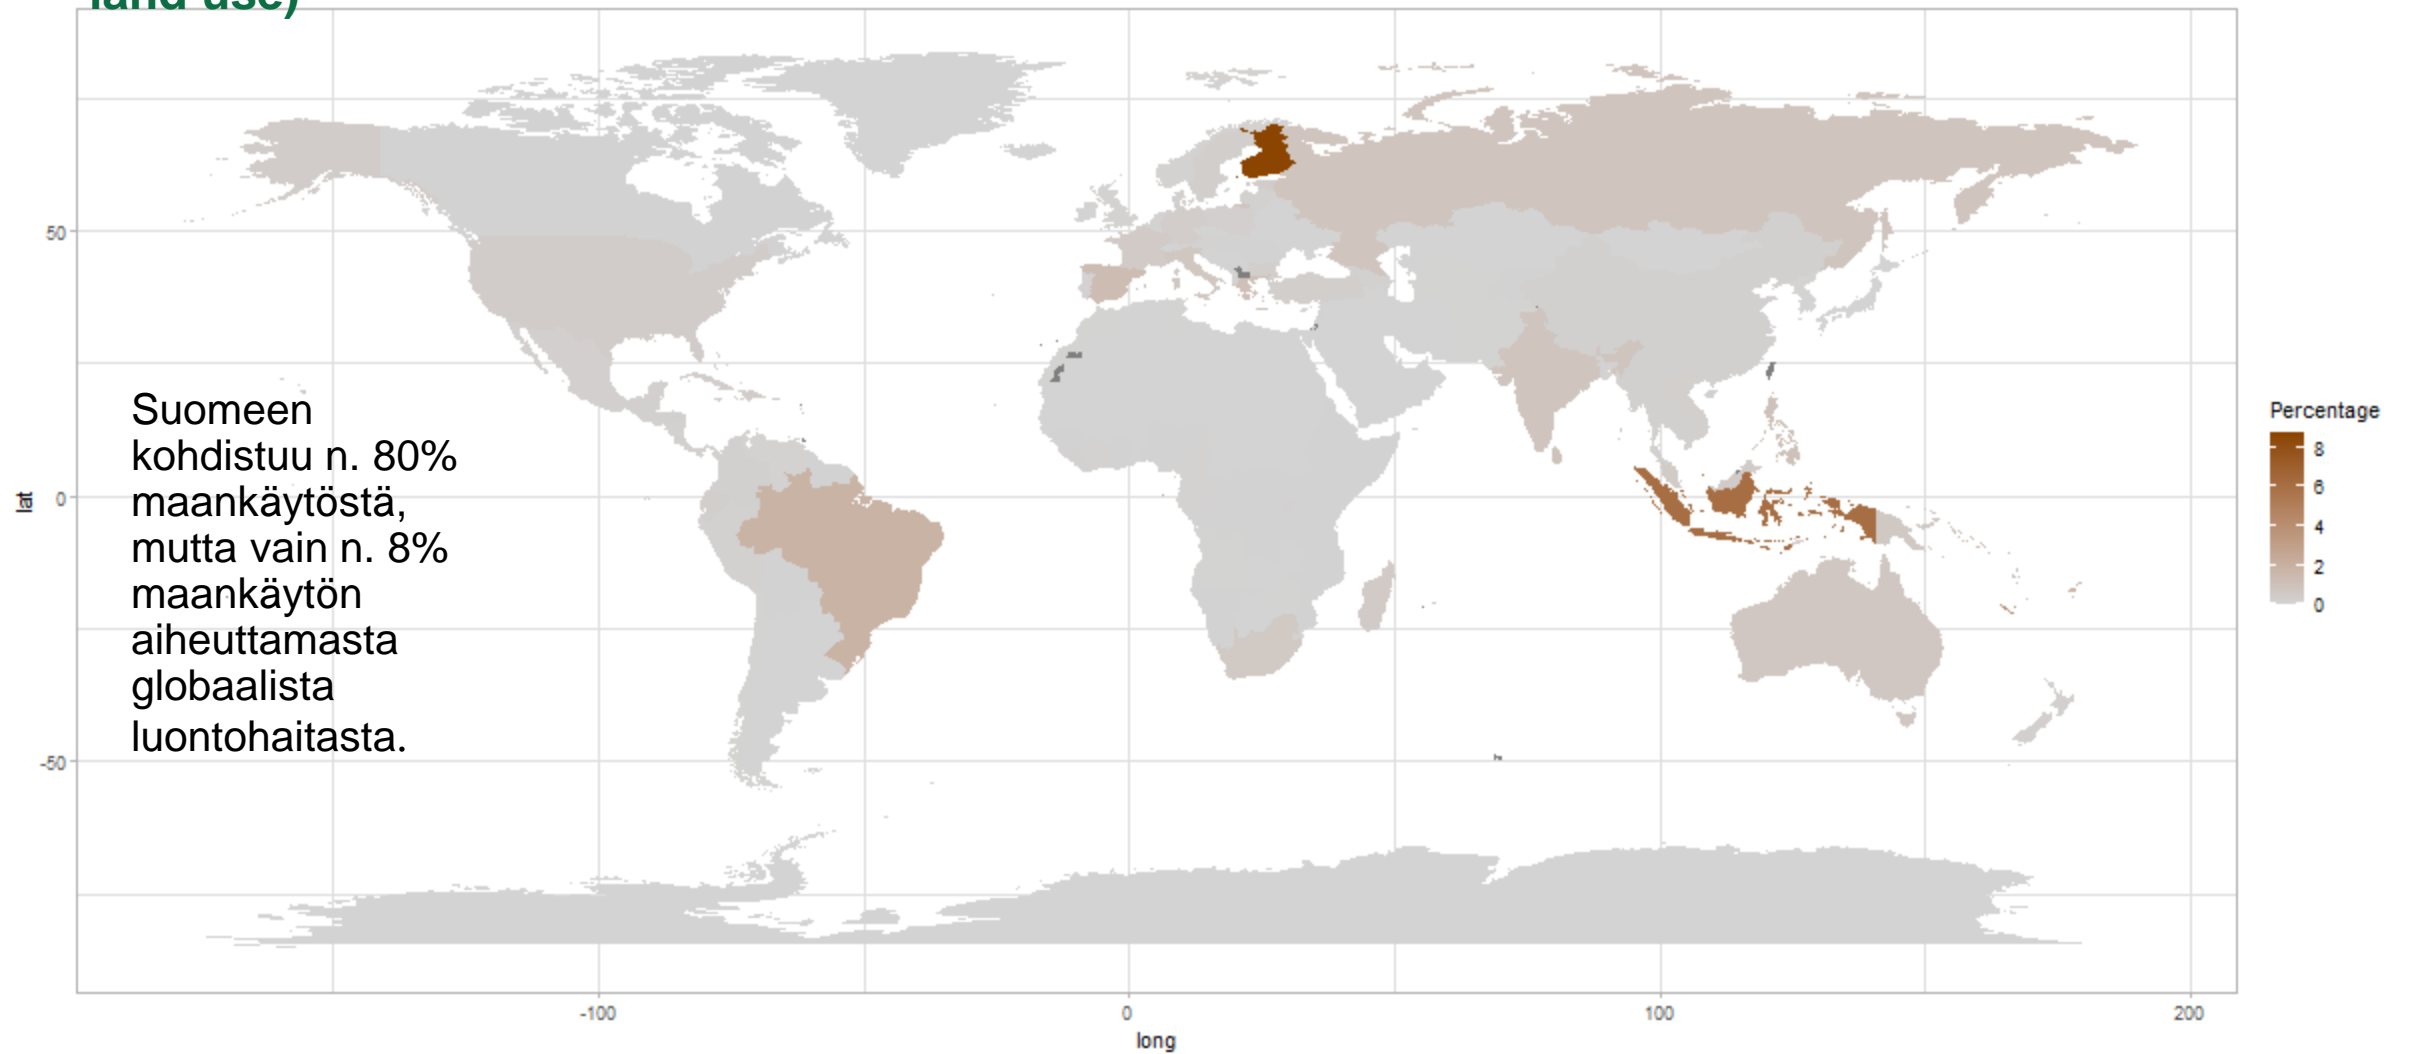 land use)
50
0
-50
lat
Suomeen
kohdistuu n. 80%
maankäytöstä,
mutta vain n. 8%
maankäytön
aiheuttamasta
globaalista
luontohaitasta.
Percentage
8
6
4
2
0
-100
0
100
200
long